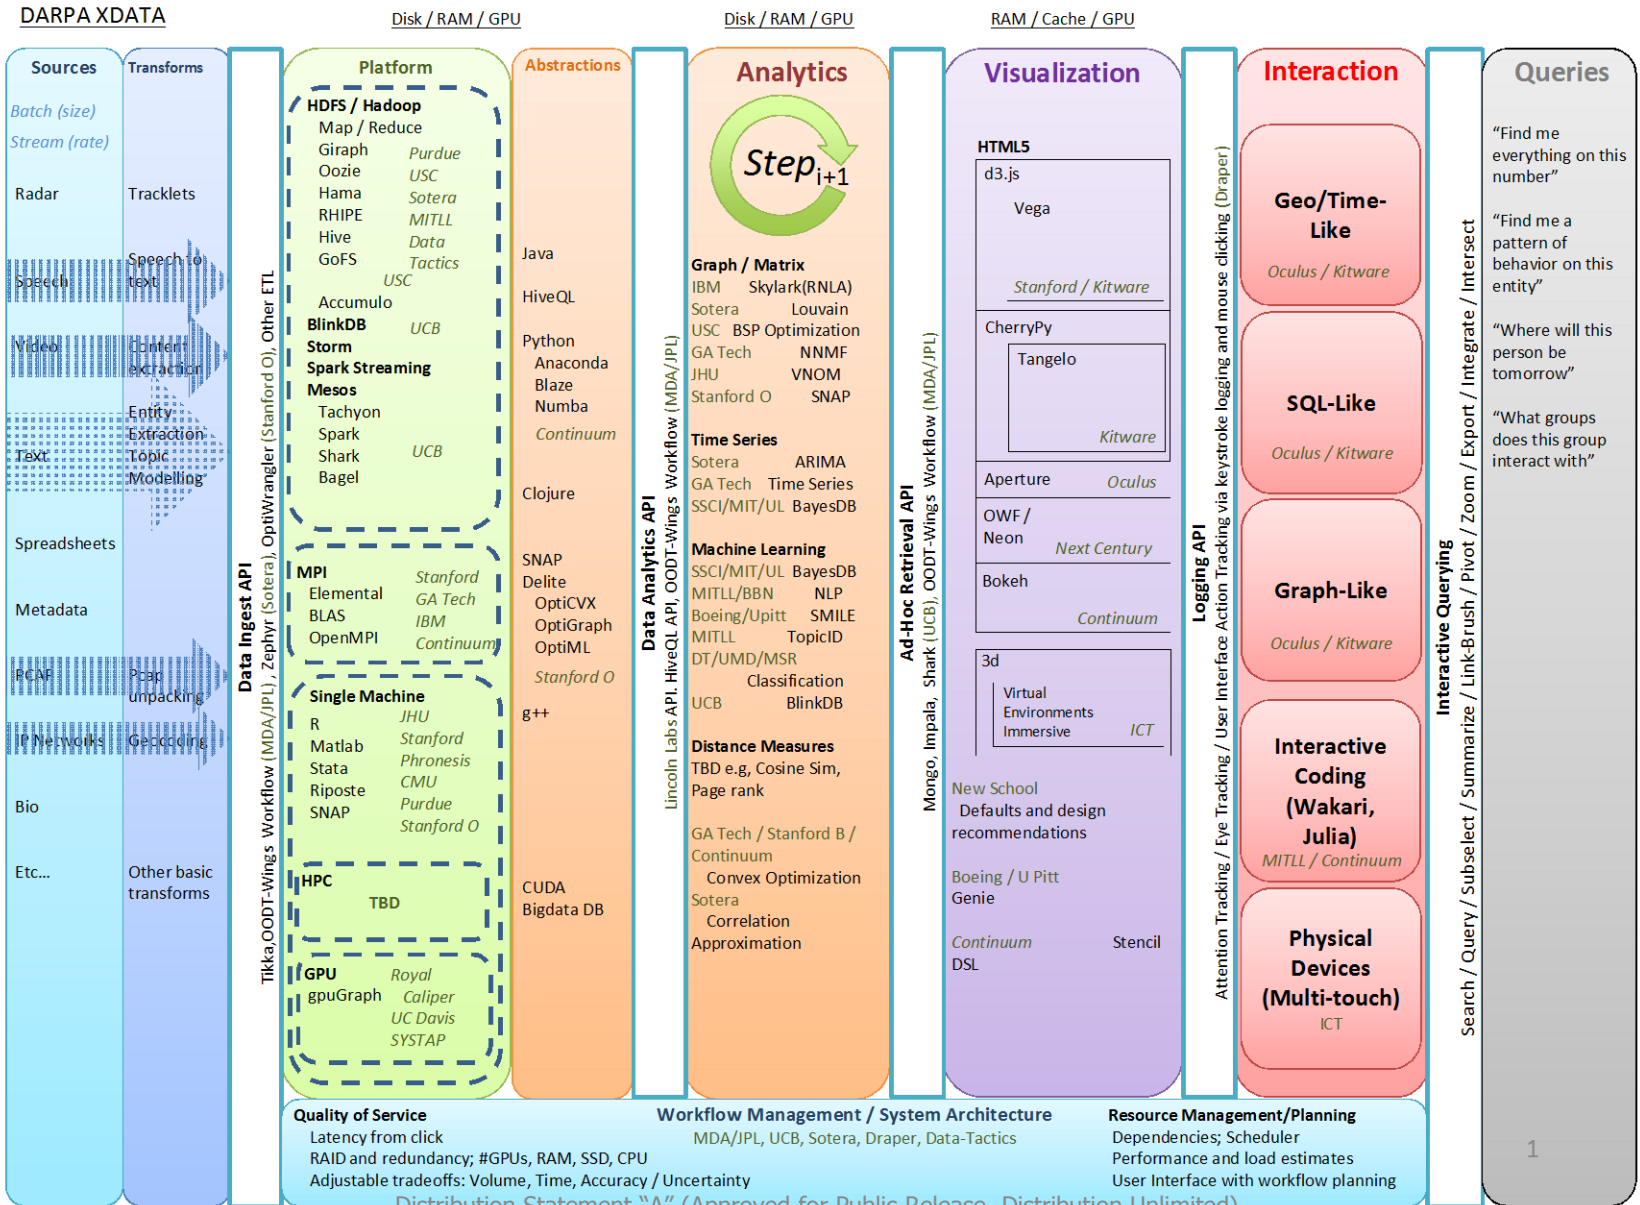 DARPA XDATA
Disk / RAM / GPU
Disk / RAM / GPU
RAM / Cache / GPU
Sources
Batch (size)
Stream (rate)
Radar
Speech
Video
Text
Spreadsheets
Metadata
PCAP
IP Networks
Bio
Etc...
Transforms
Tracklets
Speech to
text
Content
extraction
Entity
Extraction
Topic
Modelling
Pcap
unpacking
Geocoding
Other basic
transforms
Data Ingest API
Tikka,OODT-Wings Workflow (MDA/JPL) , Zephyr (Sotera), OptiWrangler (Stanford O), Other ETL
Platform
HDFS / Hadoop
Map / Reduce
Giraph Purdue
Oozie USC
Hama Sotera
RHIPE MITLL
Hive Data
GoFS Tactics
USC
Accumulo
BlinkDB UCB
Storm
Spark Streaming
Mesos
Tachyon
Spark
Shark UCB
Bagel
MPI Stanford
Elemental GA Tech
BLAS IBM
OpenMPI Continuum
Single Machine
R JHU
Matlab Stanford
Stata Phronesis
Riposte CMU
SNAP Purdue
Stanford O
HPC
TBD
GPU Royal
gpuGraph Caliper
UC Davis
SYSTAP
Abstractions
Java
HiveQL
Python
Anaconda
Blaze
Numba
Continuum
Clojure
SNAP
Delite
OptiCVX
OptiGraph
OptiML
Stanford O
g++
CUDA
Bigdata DB
Data Analytics API
Lincoln Labs API. HiveQL API, OODT-Wings Workflow (MDA/JPL)
Analytics
Step i+1
Graph / Matrix
IBM Skylark(RNLA)
Sotera Louvain
USC BSP Optimization
GA Tech NNMF
JHU VNOM
Stanford O SNAP
Time Series
Sotera ARIMA
GA Tech Time Series
SSCI/MIT/UL BayesDB
Machine Learning
SSCI/MIT/UL BayesDB
MITLL/BBN NLP
Boeing/Upitt SMILE
MITLL TopicID
DT/UMD/MSR
Classification
UCB BlinkDB
Distance Measures
TBD e.g, Cosine Sim,
Page rank
GA Tech / Stanford B /
Continuum
Convex Optimization
Sotera
Correlation
Approximation
Ad-Hoc Retrieval API
Mongo, Impala, Shark (UCB), OODT-Wings Workflow (MDA/JPL)
Visualization
HTML5
d3.js
Vega
Stanford / Kitware
CherryPy
Tangelo
Kitware
Aperture Oculus
OWF /
Neon
Next Century
Bokeh
Continuum
3d
Virtual
Environments
Immersive ICT
New School
Defaults and design
recommendations
Boeing / U Pitt
Genie
Continuum Stencil
DSL
Logging API
Attention Tracking / Eye Tracking / User Interface Action Tracking via keystroke logging and mouse clicking (Draper)
Interaction
Geo/Time-
Like
Oculus / Kitware
SQL-Like
Oculus / Kitware
Graph-Like
Oculus / Kitware
Interactive
Coding
(Wakari,
Julia)
MITLL / Continuum
Physical
Devices
(Multi-touch)
ICT
Interactive Querying
Search / Query / Subselect / Summarize / Link-Brush / Pivot / Zoom / Export / Integrate / Intersect
Queries
“Find me
everything on this
number”
“Find me a
pattern of
behavior on this
entity”
“Where will this
person be
tomorrow”
“What groups
does this group
interact with”
1
Quality of Service
Latency from click
RAID and redundancy; #GPUs, RAM, SSD, CPU
Adjustable tradeoffs: Volume, Time, Accuracy / Uncertainty
Workflow Management / System Architecture
MDA/JPL, UCB, Sotera, Draper, Data-Tactics
Resource Management/Planning
Dependencies; Scheduler
Performance and load estimates
User Interface with workflow planning
Distribution Statement “A” (Approved for Public Release, Distribution Unlimited)